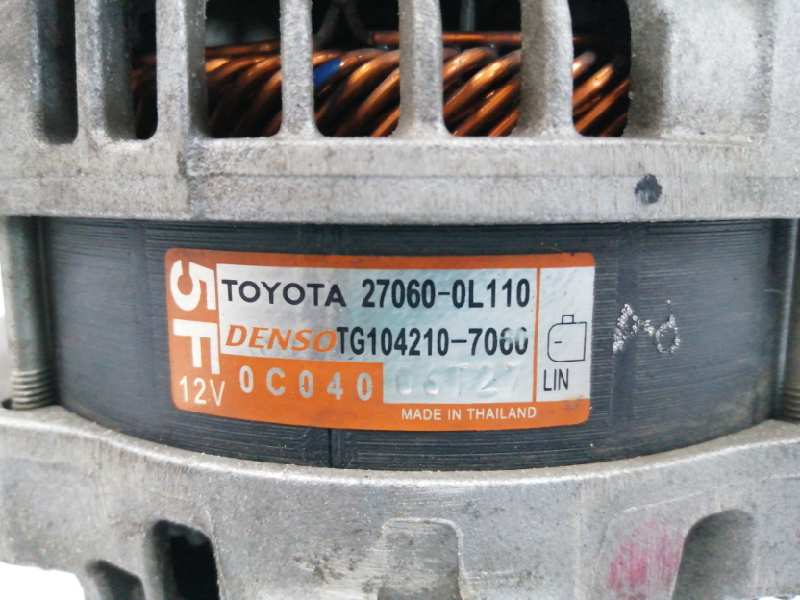 5F
TOYOTA 27060-0L110
DENSO TG104210-7060
12V 0C040
LIN
MADE IN THAILAND